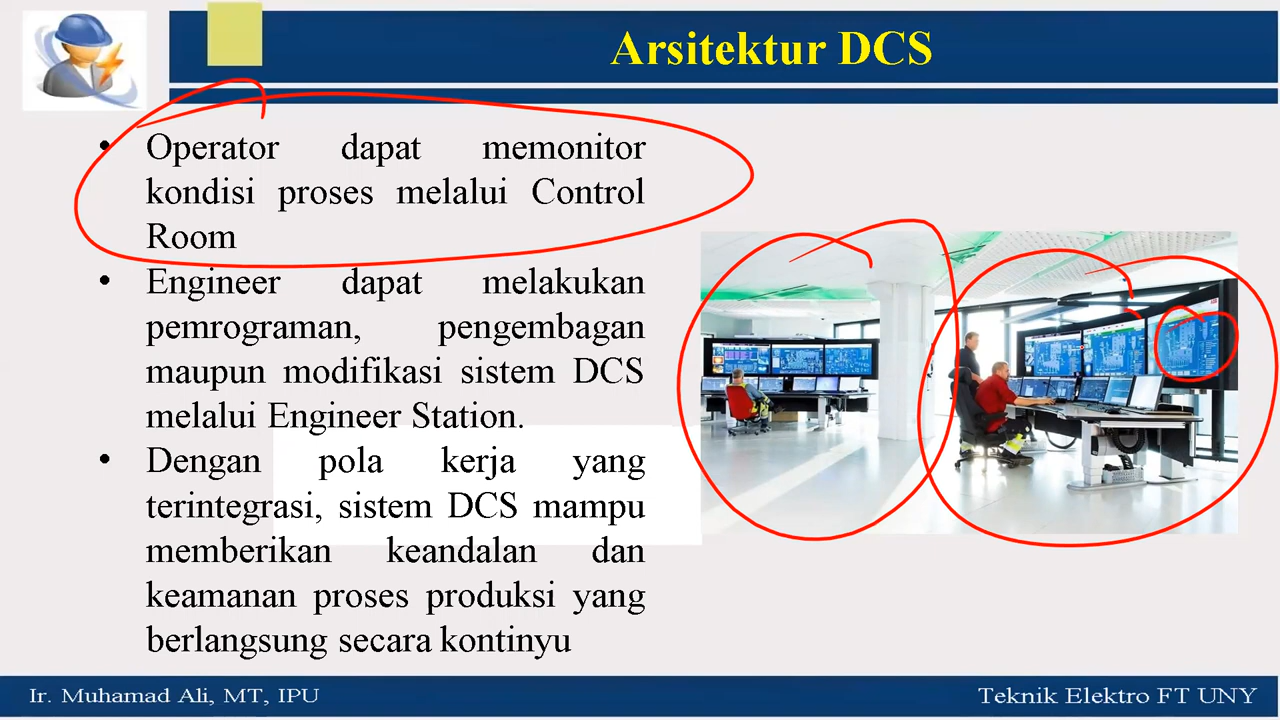 Arsitektur DCS
• Operator dapat memonitor
kondisi proses melalui Control
Room
• Engineer dapat melakukan
pemrograman, pengembagan
maupun modifikasi sistem DCS
melalui Engineer Station.
• Dengan pola kerja yang
terintegrasi, sistem DCS mampu
memberikan keandalan dan
keamanan proses produksi yang
berlangsung secara kontinyu
Ir. Muhamad Ali, MT, IPU
Teknik Elektro FT UNY